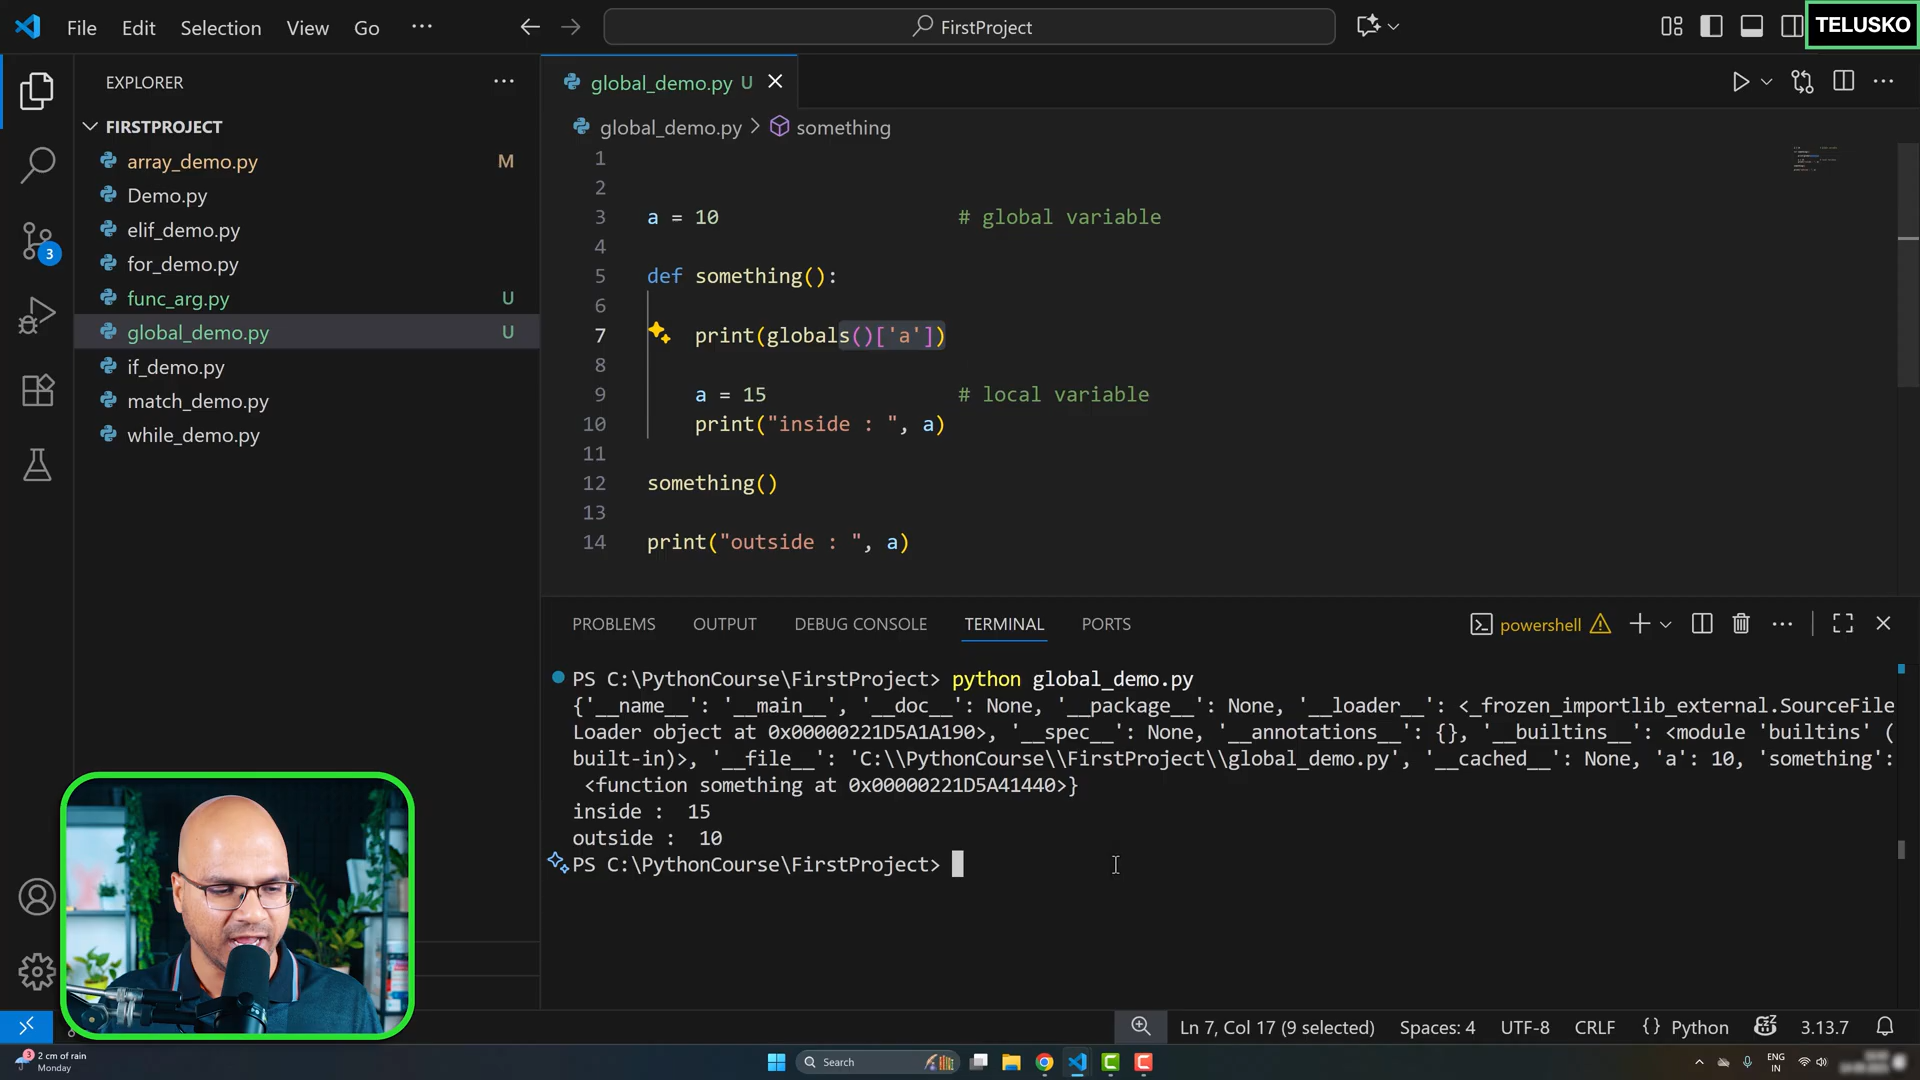 File Edit Selection View Go ···
FirstProject
TELUSKO
EXPLORER
FIRSTPROJECT
array_demo.py M
Demo.py
elif_demo.py
for_demo.py
func_arg.py U
global_demo.py U
if_demo.py
match_demo.py
while_demo.py
3
global_demo.py U
global_demo.py > something
1
2
3 a = 10 # global variable
4
5 def something():
6
7 print(globals()['a'])
8
9 a = 15 # local variable
10 print("inside : ", a)
11
12 something()
13
14 print("outside : ", a)
PROBLEMS OUTPUT DEBUG CONSOLE TERMINAL PORTS
powershell
PS C:\PythonCourse\FirstProject> python global_demo.py
{'__name__': '__main__', '__doc__': None, '__package__': None, '__loader__': <_frozen_importlib_external.SourceFile
Loader object at 0x00000221D5A1A190>, '__spec__': None, '__annotations__': {}, '__builtins__': <module 'builtins' (
built-in)>, '__file__': 'C:\\PythonCourse\\FirstProject\\global_demo.py', '__cached__': None, 'a': 10, 'something':
<function something at 0x00000221D5A41440>}
inside :  15
outside :  10
PS C:\PythonCourse\FirstProject>
Ln 7, Col 17 (9 selected) Spaces: 4 UTF-8 CRLF {} Python 3.13.7
3
2 cm of rain
Monday
Search
ENG
IN